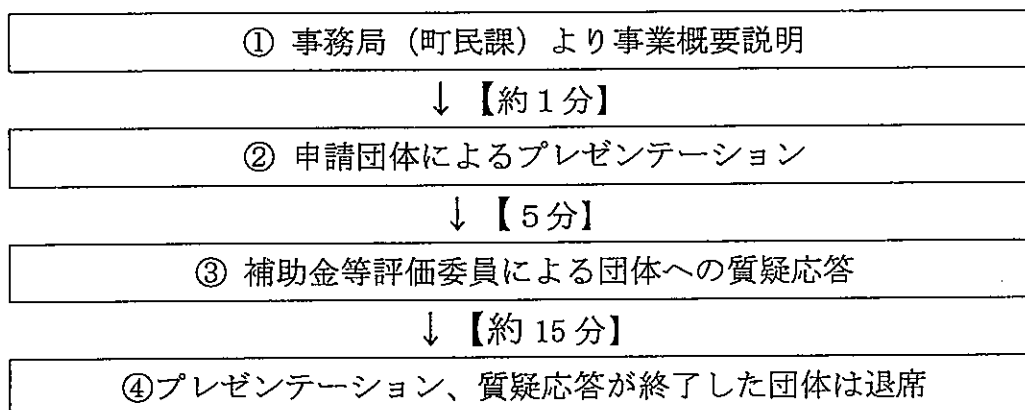 ① 事務局（町民課）より事業概要説明
↓【約１分】
② 申請団体によるプレゼンテーション
↓【５分】
③ 補助金等評価委員による団体への質疑応答
↓【約 15 分】
④プレゼンテーション、質疑応答が終了した団体は退席